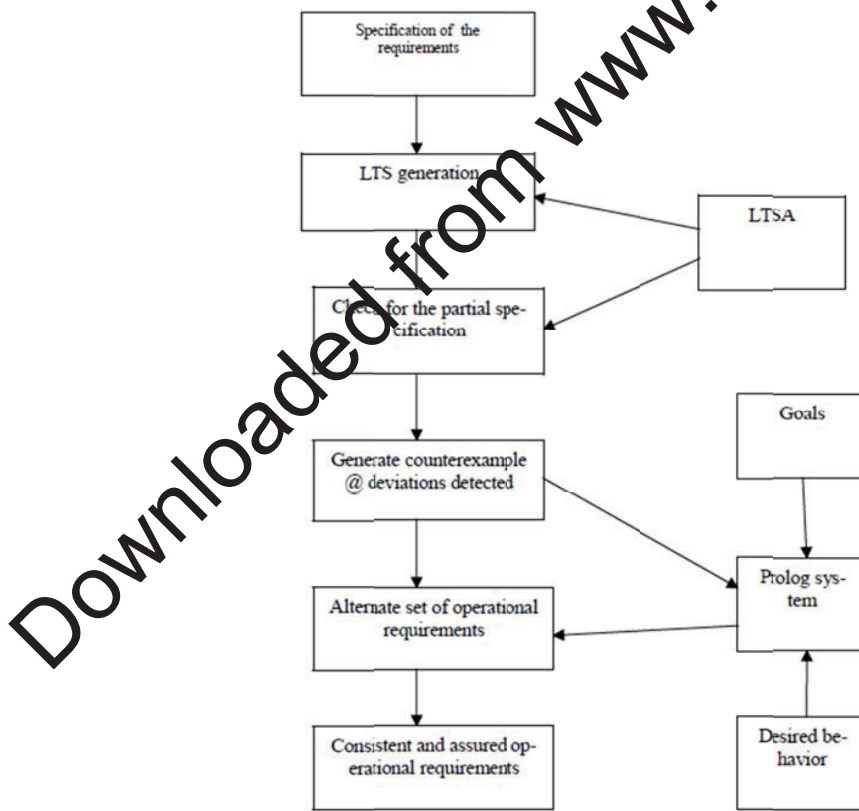 Specification of the
requirements
LTS generation
LTSA
Check for the partial spe-
cification
Goals
Generate counterexample
@ deviations detected
Prolog sys-
tem
Alternate set of operational
requirements
Desired be-
havior
Consistent and assured op-
erational requirements
Downloaded from www.